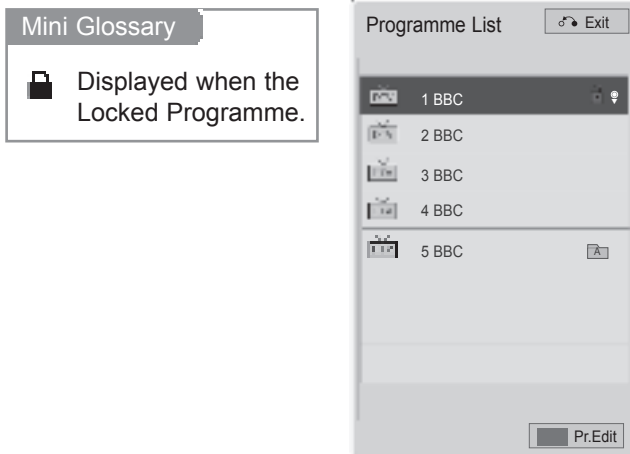 Mini Glossary
Displayed when the
Locked Programme.
Programme List
Exit
1 BBC
2 BBC
3 BBC
4 BBC
5 BBC
A
Pr.Edit